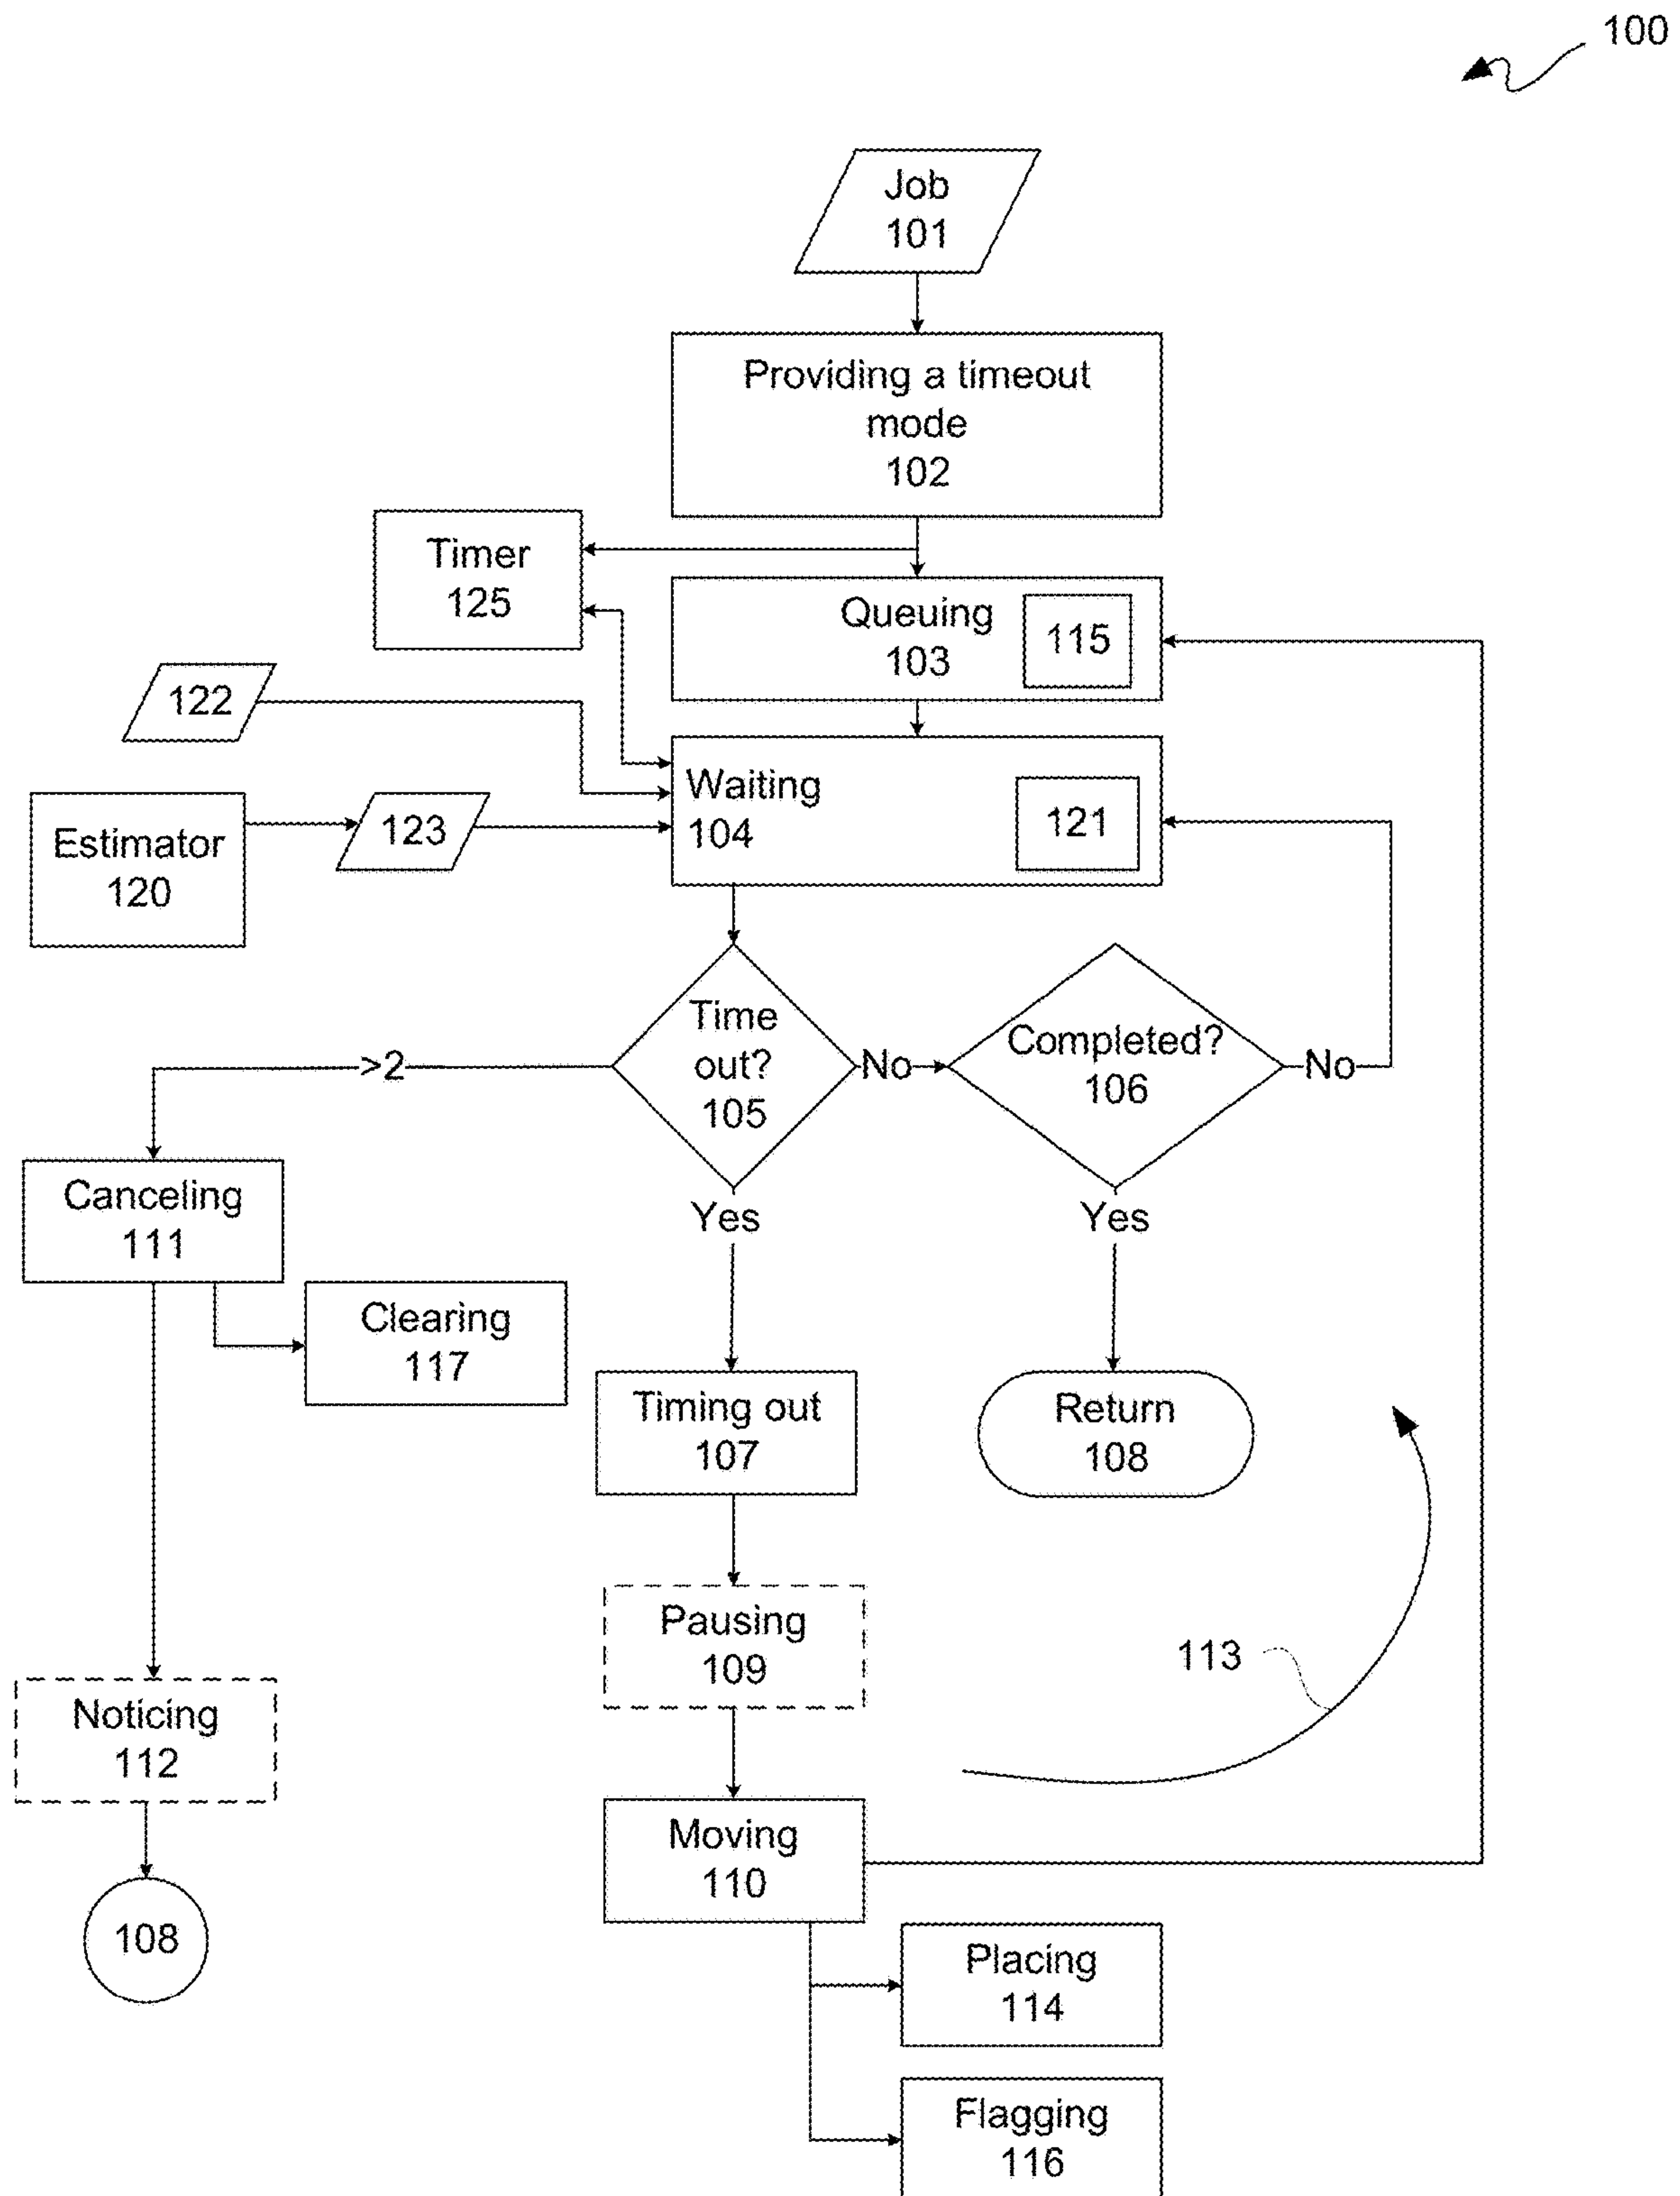 100
Job
101
Providing a timeout
mode
102
Timer
125
Queuing
103
115
122
Waiting
104
121
Estimator
120
123
Time
out?
105
No
Completed?
106
No
>2
Canceling
111
Yes
Yes
Clearing
117
Timing out
107
Return
108
Pausing
109
113
Noticing
112
Moving
110
108
Placing
114
Flagging
116